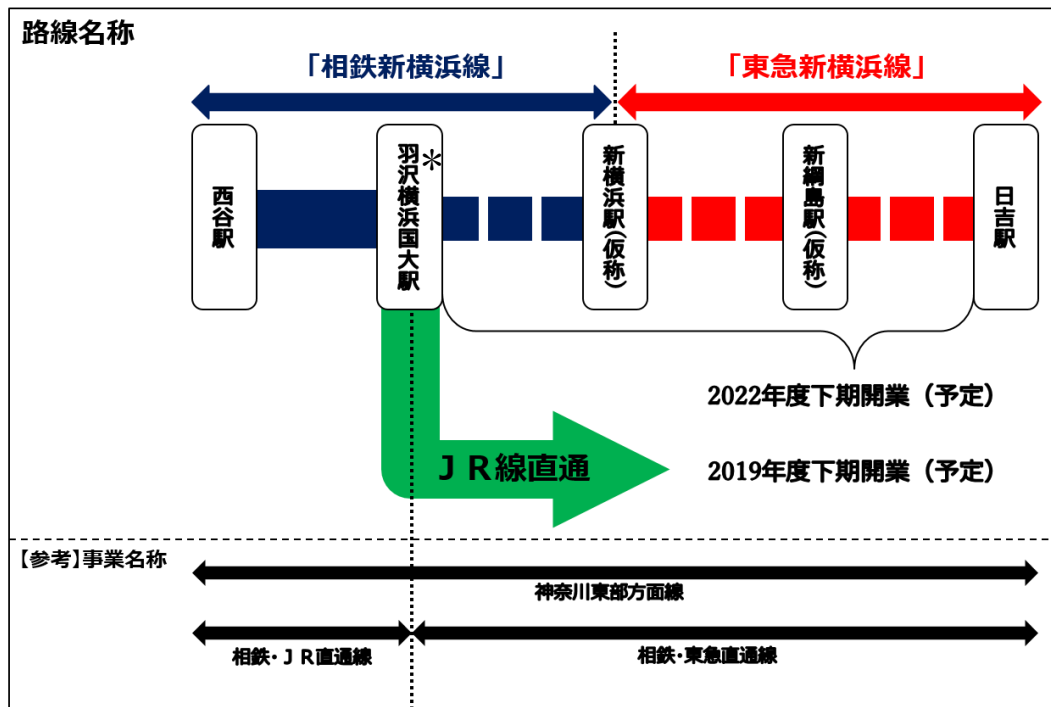 路線名称
「相鉄新横浜線」
「東急新横浜線」
西谷駅
羽沢横浜国大駅
*
新横浜駅(仮称)
新綱島駅(仮称)
日吉駅
2022年度下期開業（予定）
ＪＲ線直通
2019年度下期開業（予定）
【参考】事業名称
神奈川東部方面線
相鉄・ＪＲ直通線
相鉄・東急直通線